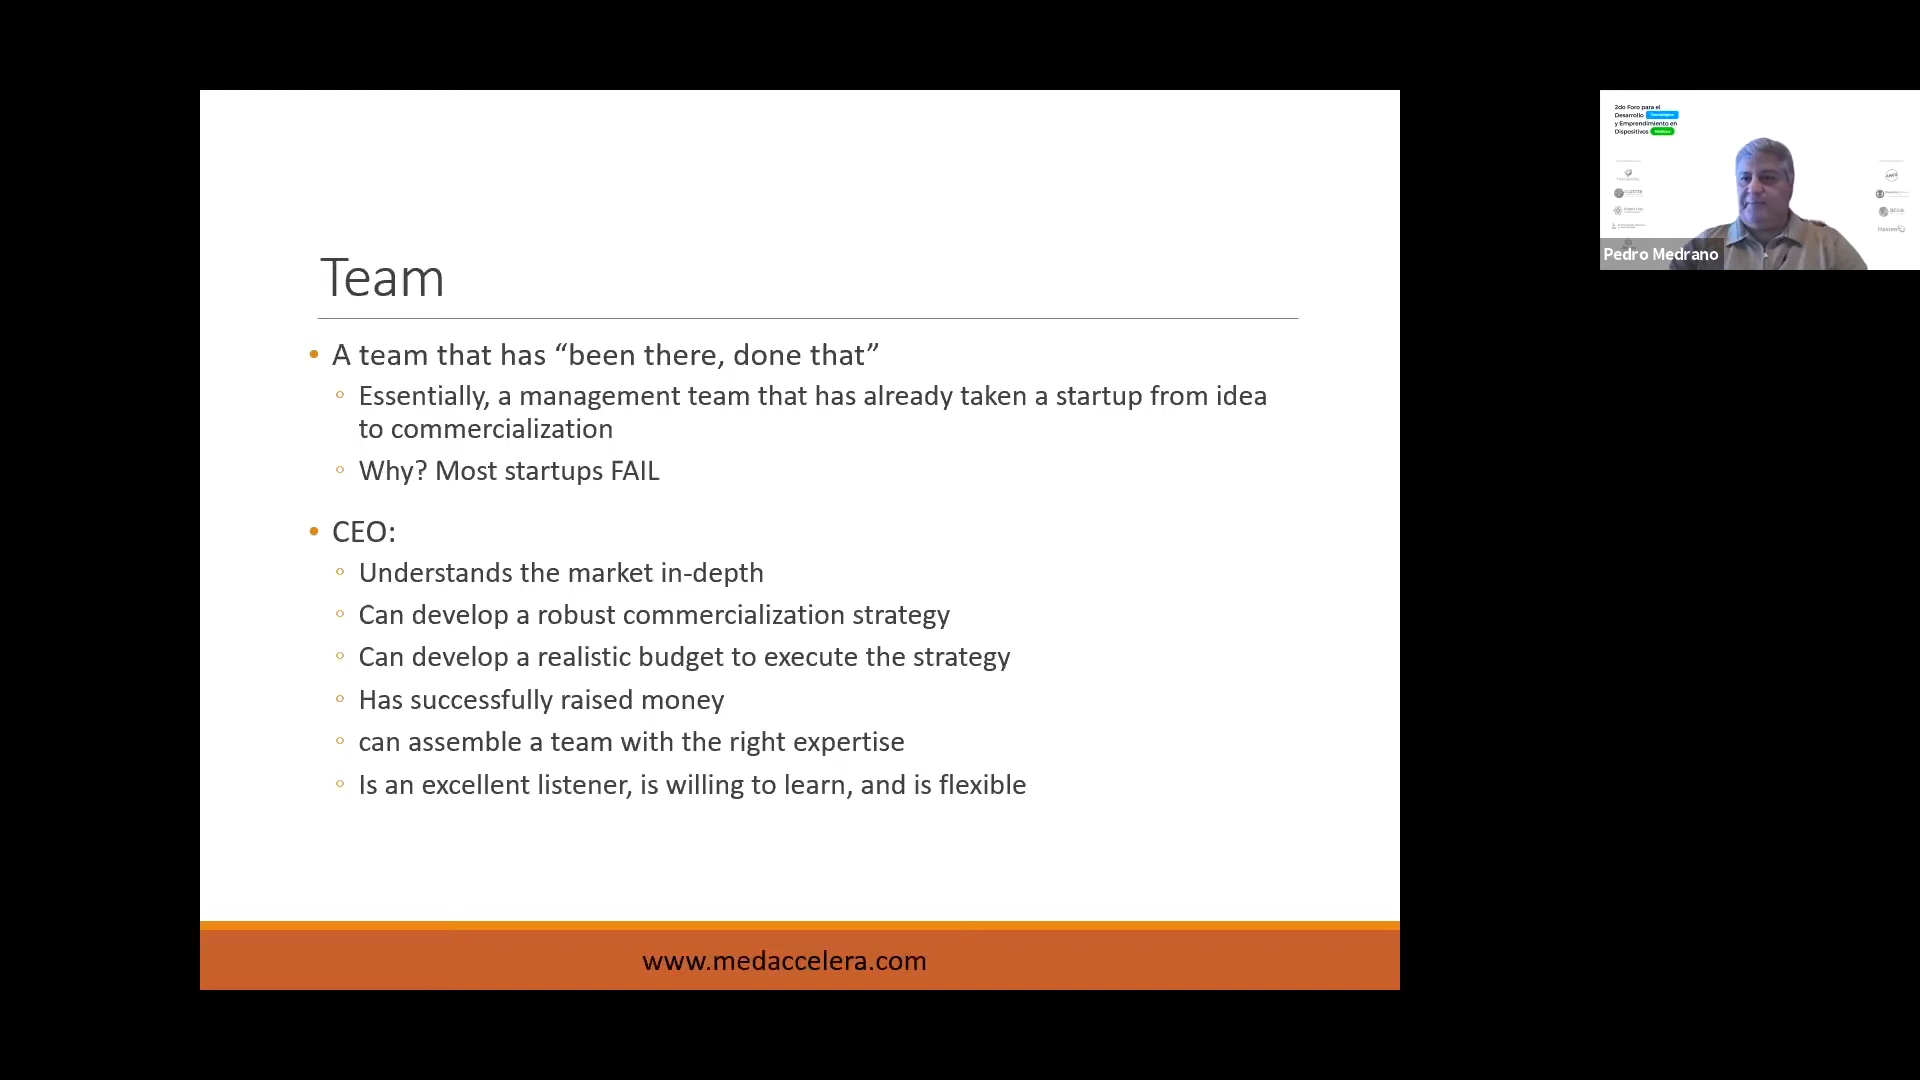 Team
• A team that has “been there, done that”
◦ Essentially, a management team that has already taken a startup from idea
to commercialization
◦ Why? Most startups FAIL
• CEO:
◦ Understands the market in-depth
◦ Can develop a robust commercialization strategy
◦ Can develop a realistic budget to execute the strategy
◦ Has successfully raised money
◦ can assemble a team with the right expertise
◦ Is an excellent listener, is willing to learn, and is flexible
www.medaccelera.com
2do Foro para el
Desarrollo Tecnológico
y Emprendimiento en
Dispositivos Médicos
CLUSTER
Pedro Medrano